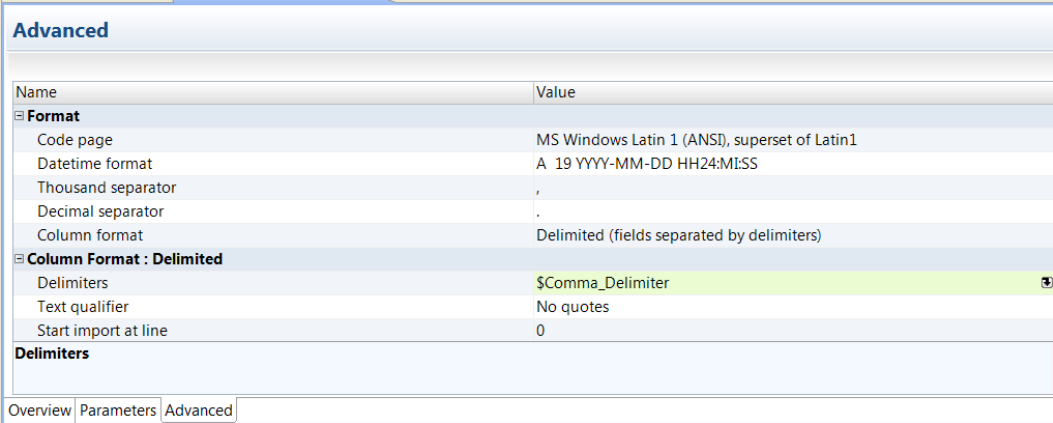 Advanced
Name Value
Format
Code page MS Windows Latin 1 (ANSI), superset of Latin1
Datetime format A  19 YYYY-MM-DD HH24:MI:SS
Thousand separator ,
Decimal separator .
Column format Delimited (fields separated by delimiters)
Column Format : Delimited
Delimiters $Comma_Delimiter
Text qualifier No quotes
Start import at line 0
Delimiters
Overview Parameters Advanced